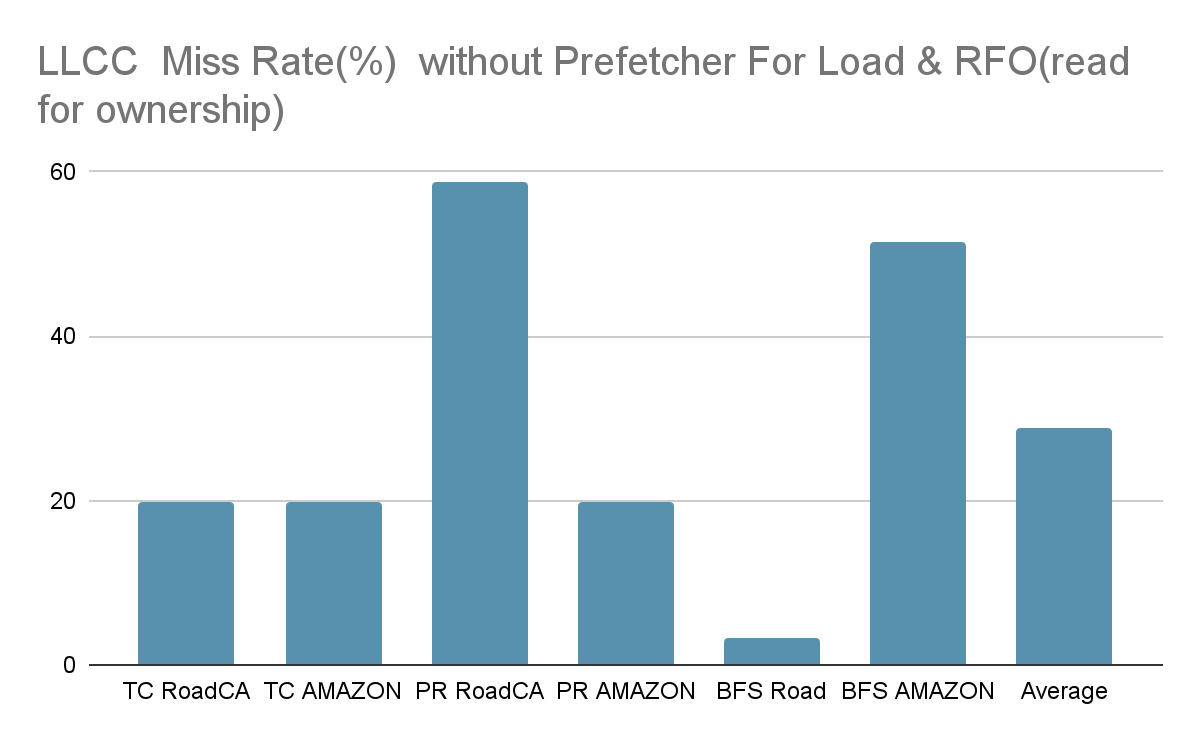 LLCC  Miss Rate(%)  without Prefetcher For Load & RFO(read
for ownership)
60
40
20
0
TC RoadCA TC AMAZON PR RoadCA PR AMAZON BFS Road BFS AMAZON Average